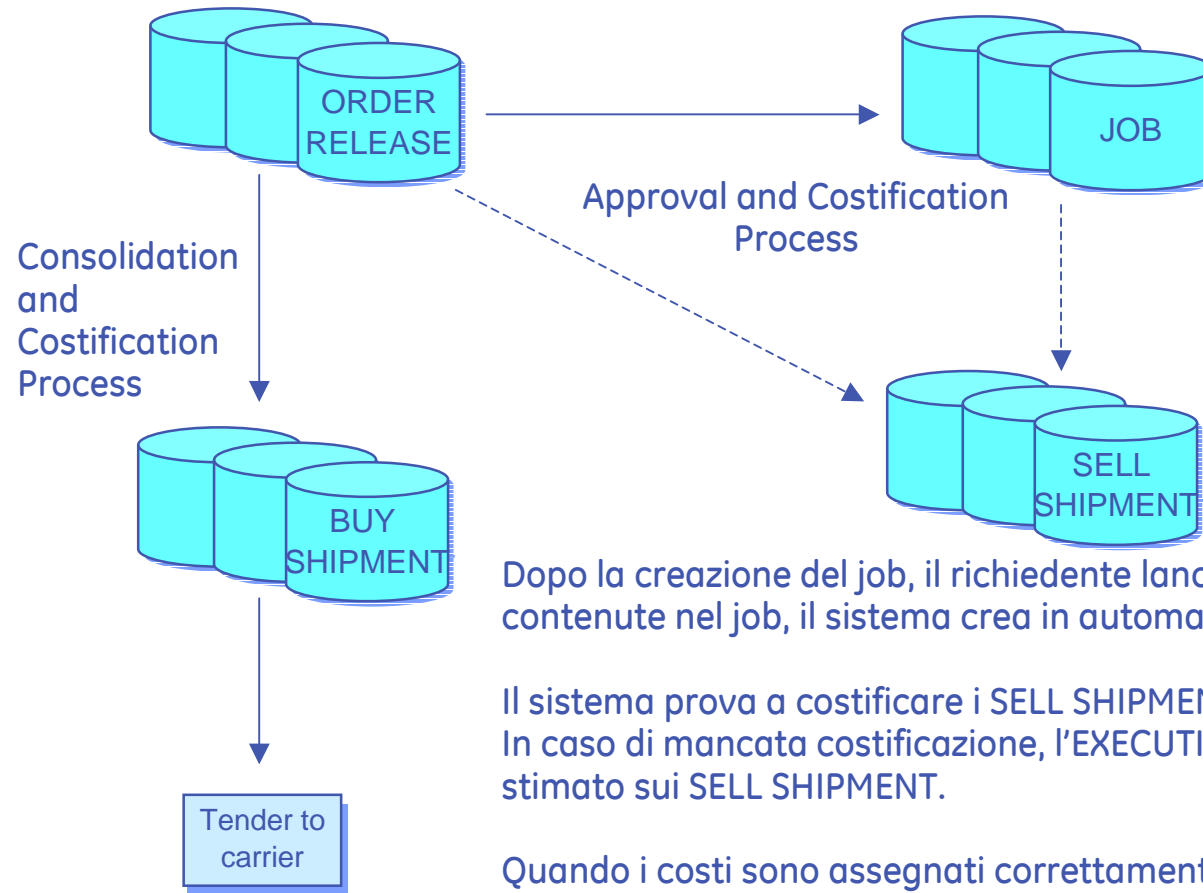 ORDER
RELEASE
JOB
Approval and Costification
Process
Consolidation
and
Costification
Process
SELL
SHIPMENT
BUY
SHIPMENT
Dopo la creazione del job, il richiedente
contenute nel job, il sistema crea in
Il sistema prova a costificare i SELL
In caso di mancata costificazione,
stimato sui SELL SHIPMENT.
Tender to
carrier
Quando i costi sono assegnati